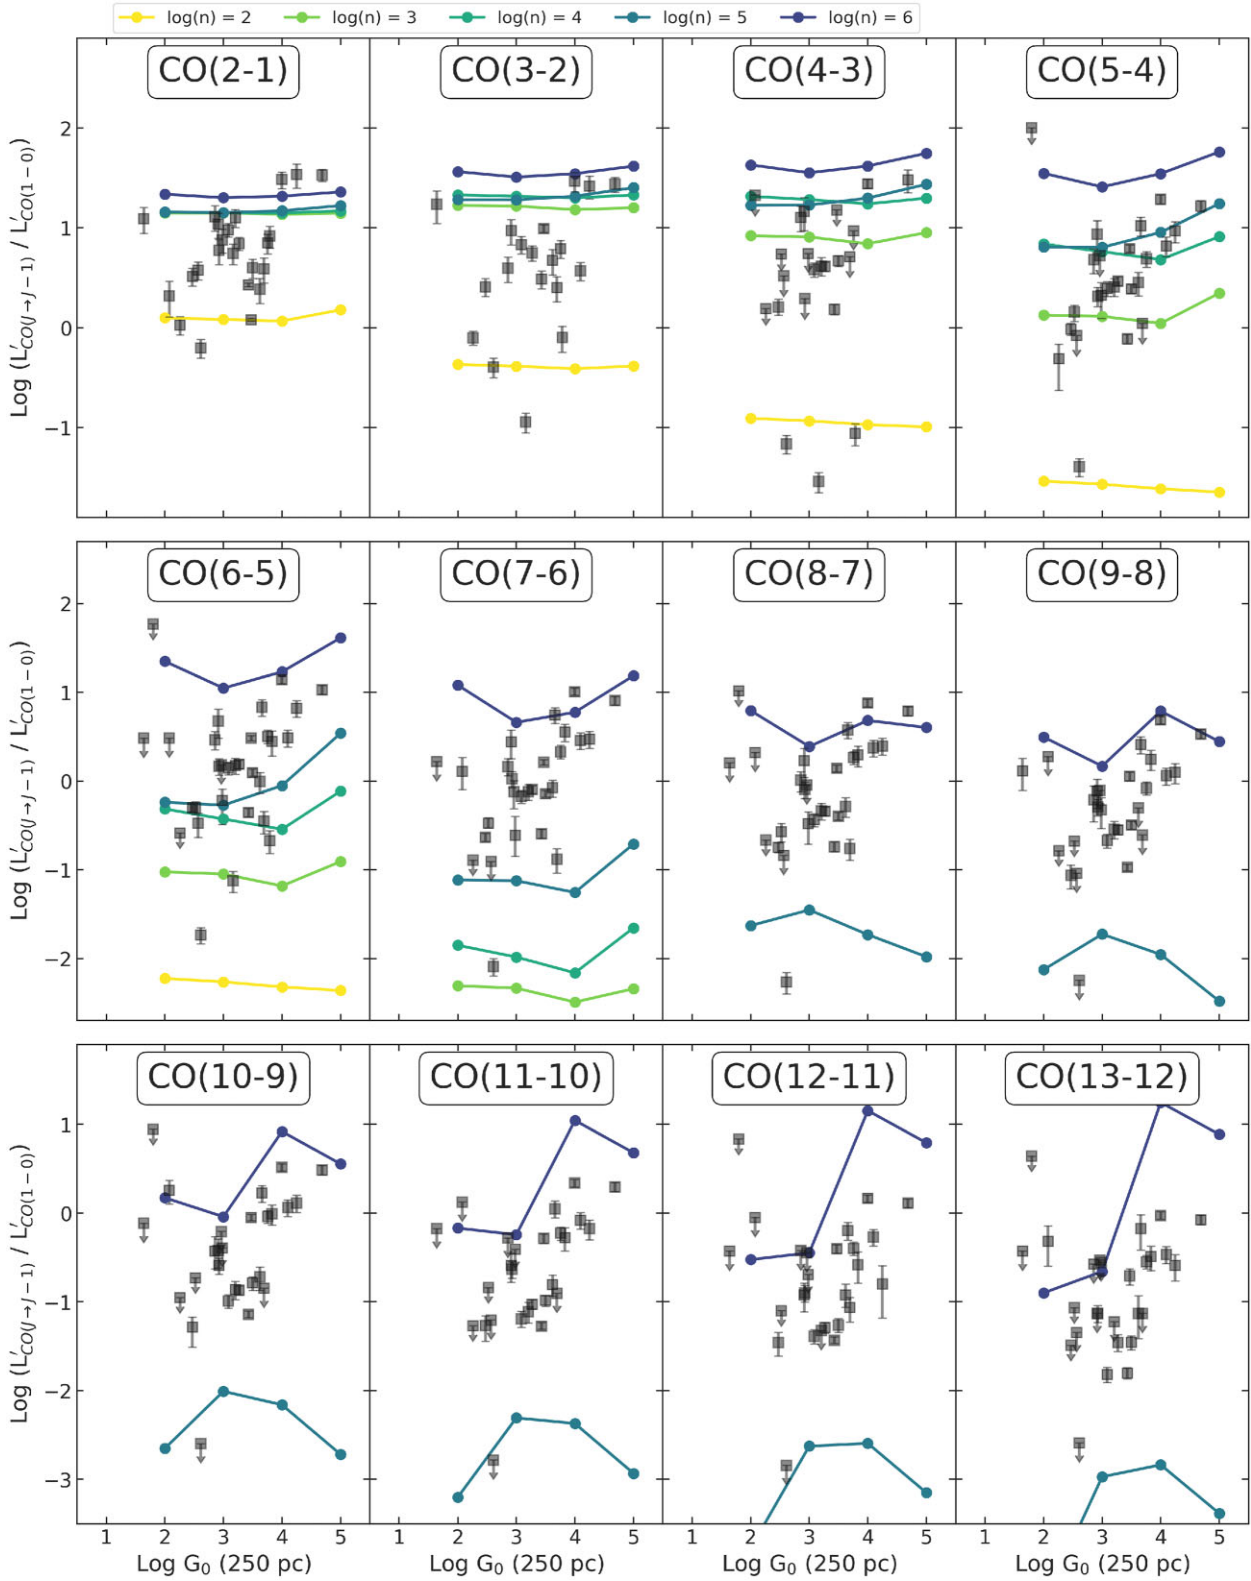 log(n) = 2 log(n) = 3 log(n) = 4 log(n) = 5 log(n) = 6
CO(2-1) CO(3-2) CO(4-3) CO(5-4)
Log (L′CO(J→J−1) / L′CO(1−0))
2
1
0
−1
CO(6-5) CO(7-6) CO(8-7) CO(9-8)
Log (L′CO(J→J−1) / L′CO(1−0))
2
1
0
−1
−2
CO(10-9) CO(11-10) CO(12-11) CO(13-12)
Log (L′CO(J→J−1) / L′CO(1−0))
1
0
−1
−2
−3
1 2 3 4 5 1 2 3 4 5 1 2 3 4 5 1 2 3 4 5
Log G0 (250 pc) Log G0 (250 pc) Log G0 (250 pc) Log G0 (250 pc)